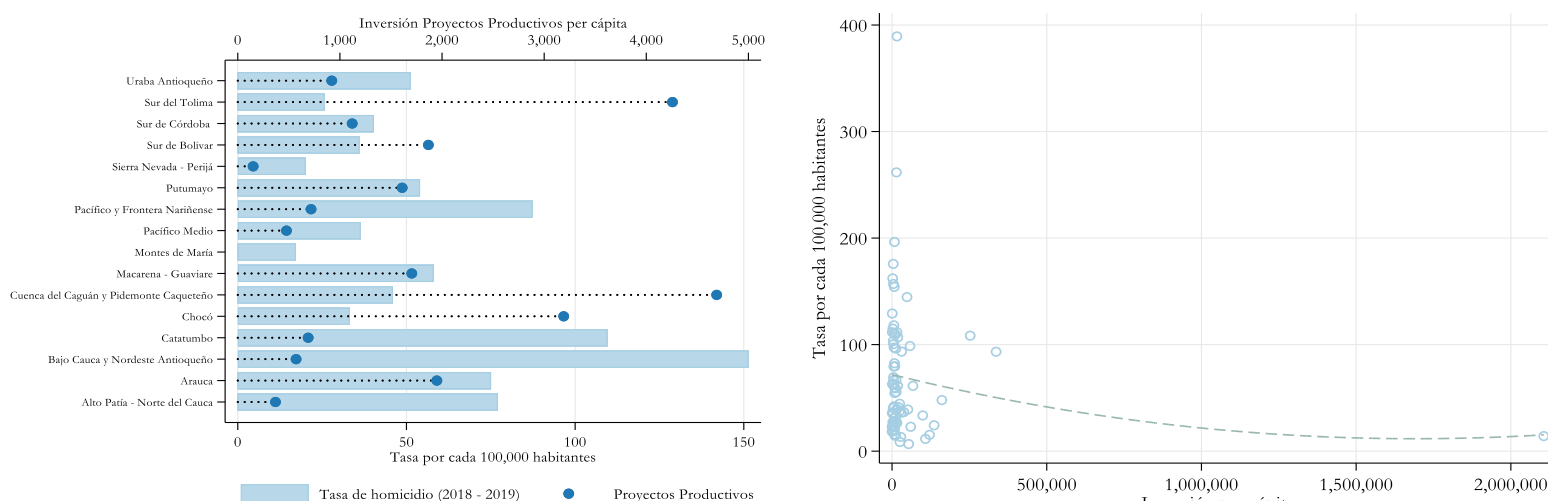 Inversión Proyectos Productivos per cápita
0 1,000 2,000 3,000 4,000 5,000
Uraba Antioqueño
Sur del Tolima
Sur de Córdoba
Sur de Bolivar
Sierra Nevada - Perijá
Putumayo
Pacífico y Frontera Nariñense
Pacífico Medio
Montes de María
Macarena - Guaviare
Cuenca del Caguán y Pidemonte Caqueteño
Chocó
Catatumbo
Bajo Cauca y Nordeste Antioqueño
Arauca
Alto Patía - Norte del Cauca
0 50 100 150
Tasa por cada 100,000 habitantes
Tasa de homicidio (2018 - 2019) Proyectos Productivos
Tasa por cada 100,000 habitantes
400
300
200
100
0
0 500,000 1,000,000 1,500,000 2,000,000